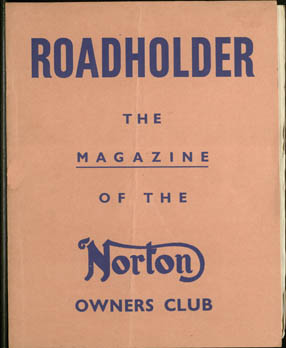 ROADHOLDER
THE
MAGAZINE
OF THE
Norton
OWNERS CLUB